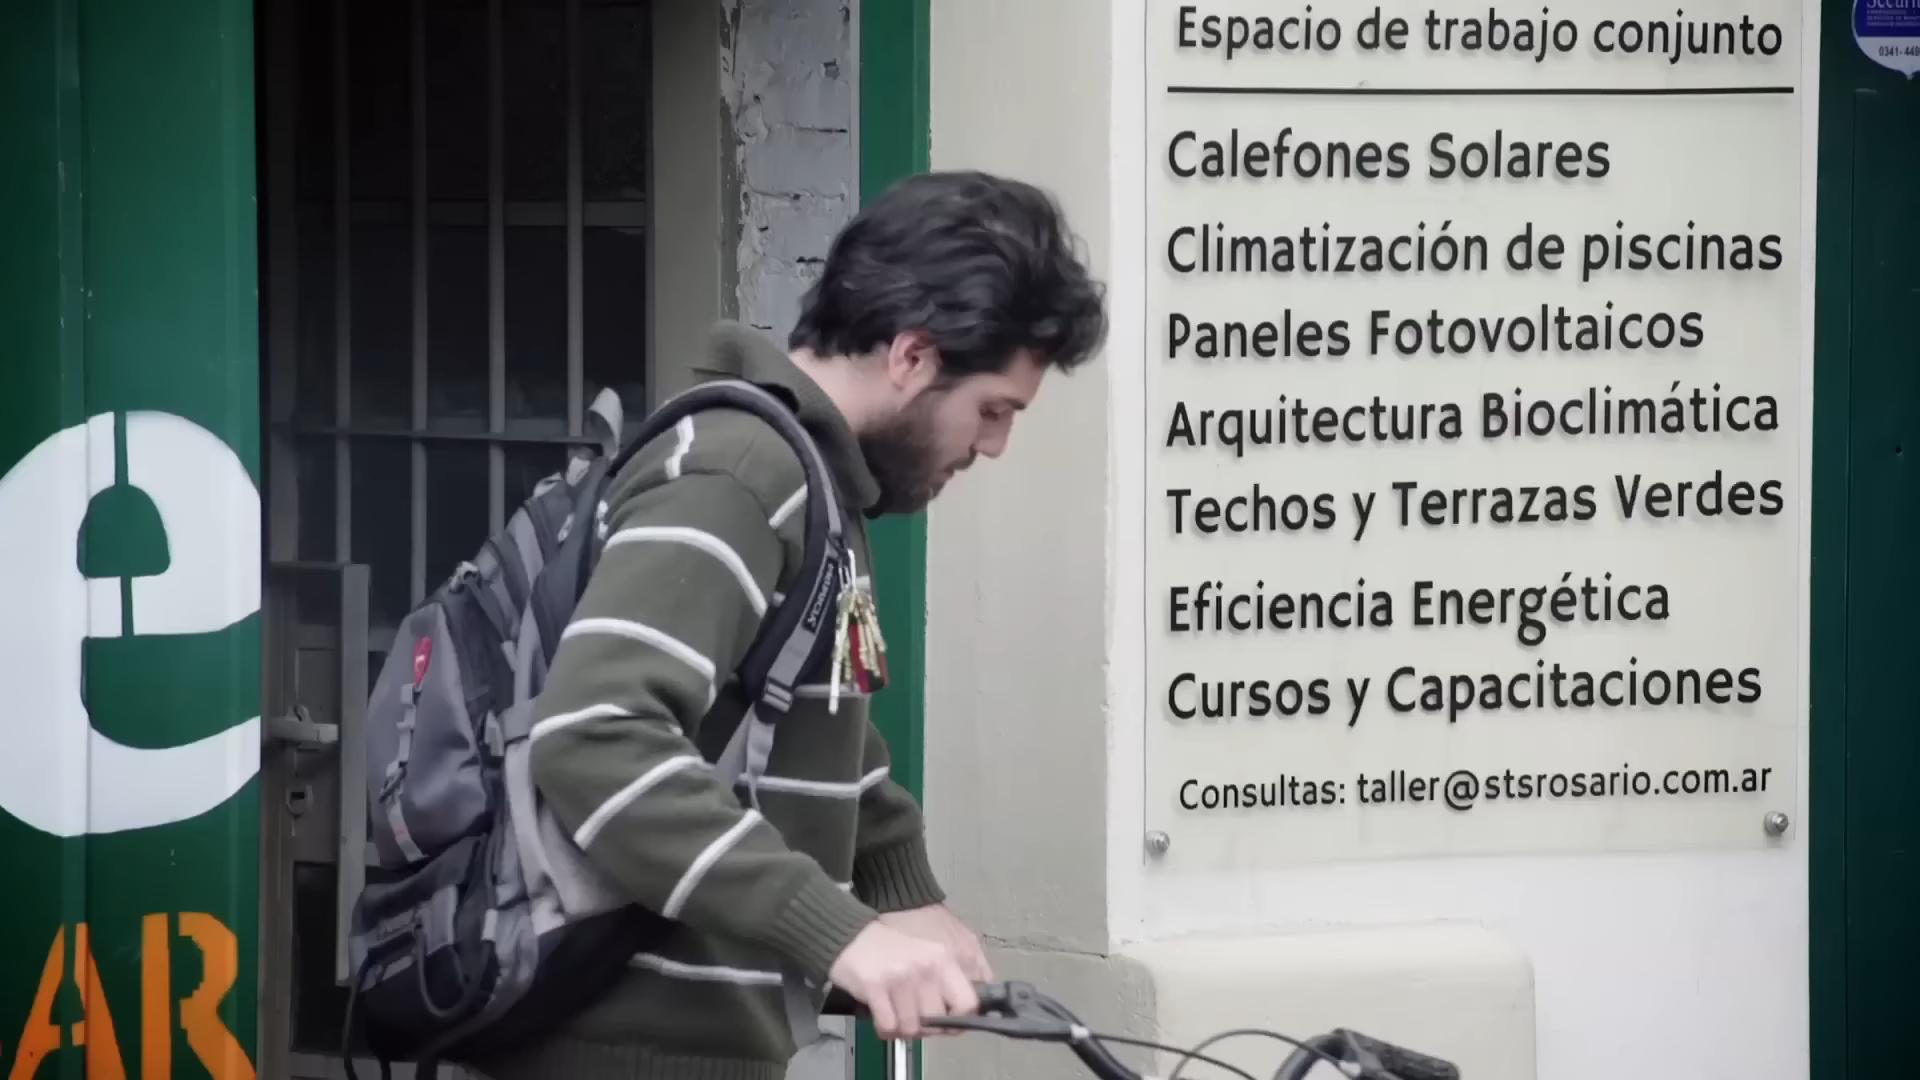 Espacio de trabajo conjunto
Calefones Solares
Climatización de piscinas
Paneles Fotovoltaicos
Arquitectura Bioclimática
Techos y Terrazas Verdes
Eficiencia Energética
Cursos y Capacitaciones
Consultas: taller@stsrosario.com.ar
e
AR